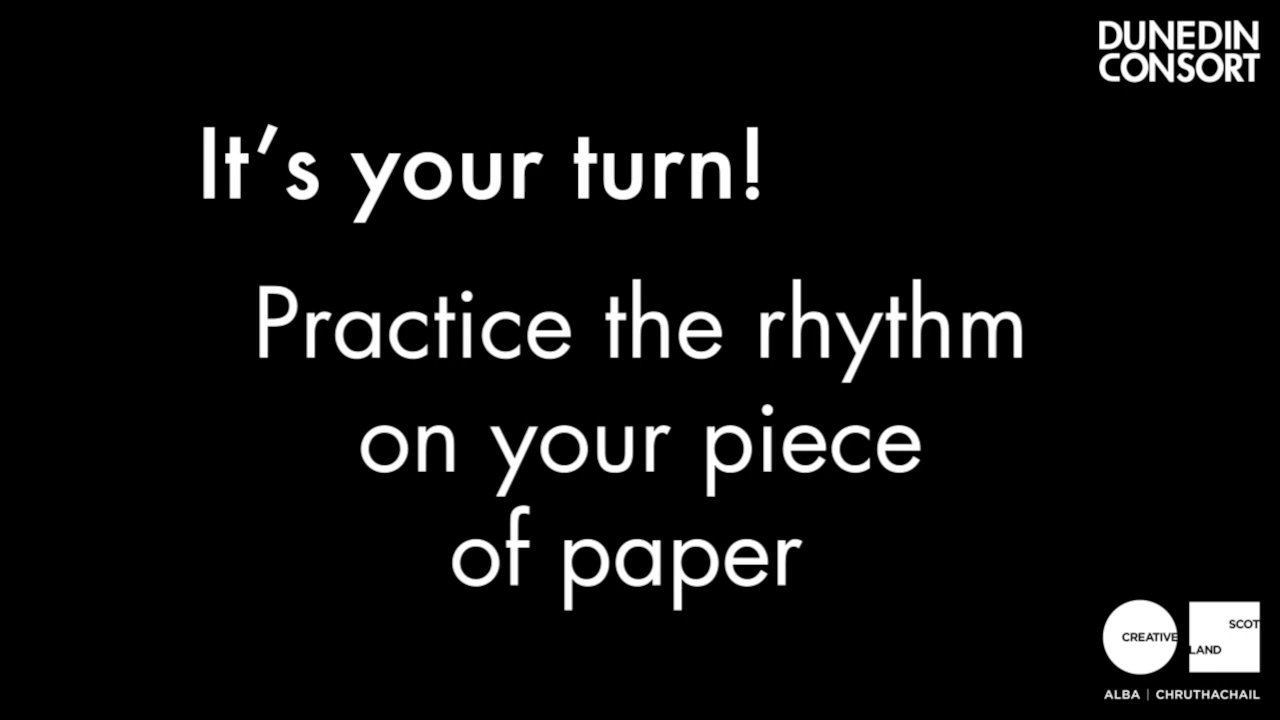 DUNEDIN
CONSORT
It’s your turn!
Practice the rhythm
on your piece
of paper
CREATIVE SCOT
LAND
ALBA | CHRUTHACHAIL